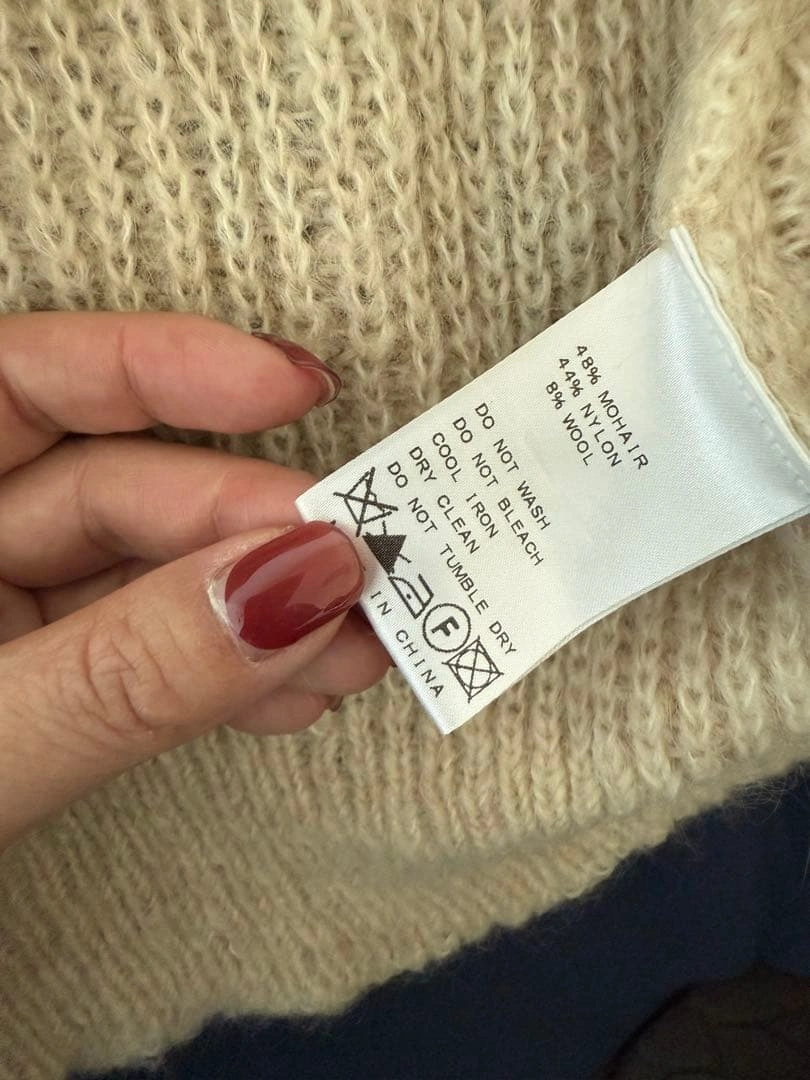 48% MOHAIR
44% NYLON
8% WOOL
DO NOT WASH
DO NOT BLEACH
COOL IRON
DRY CLEAN
DO NOT TUMBLE DRY
F
IN CHINA